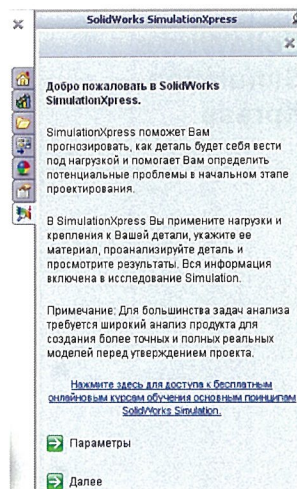 SolidWorks SimulationXpress
Добро пожаловать в SolidWorks
SimulationXpress.
SimulationXpress поможет Вам
прогнозировать, как деталь будет себя вести
под нагрузкой и помогает Вам определить
потенциальные проблемы в начальном этапе
проектирования.
В SimulationXpress Вы примените нагрузки и
крепления к Вашей детали, укажите ее
материал, проанализируйте деталь и
просмотрите результаты. Вся информация
включена в исследование Simulation.
Примечание: Для большинства задач анализа
требуется широкий анализ продукта для
создания более точных и полных реальных
моделей перед утверждением проекта.
Нажмите здесь для доступа к бесплатным
онлайновым курсам обучения основным принципам
SolidWorks Simulation.
Параметры
Далее